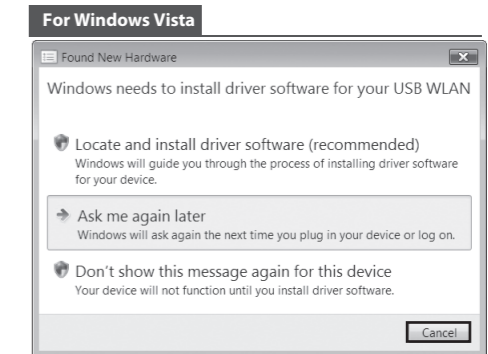 For Windows Vista
Found New Hardware
Windows needs to install driver software for your USB WLAN
Locate and install driver software (recommended)
Windows will guide you through the process of installing driver software
for your device.
Ask me again later
Windows will ask again the next time you plug in your device or log on.
Don't show this message again for this device
Your device will not function until you install driver software.
Cancel